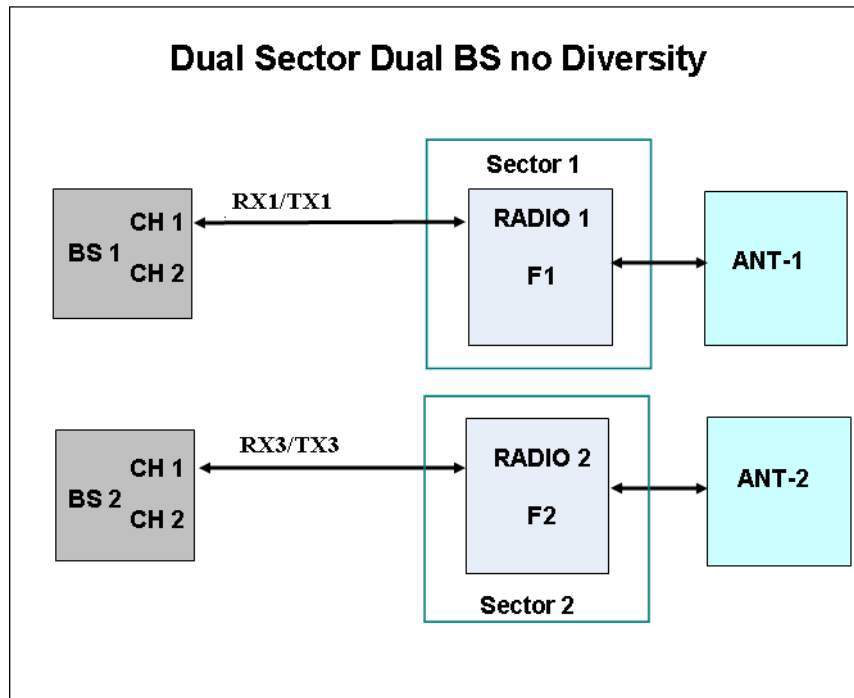 Dual Sector Dual BS no Diversity
Sector 1
RX1/TX1
CH 1
BS 1
CH 2
RADIO 1
F1
ANT-1
RX3/TX3
CH 1
BS 2
CH 2
RADIO 2
F2
ANT-2
Sector 2